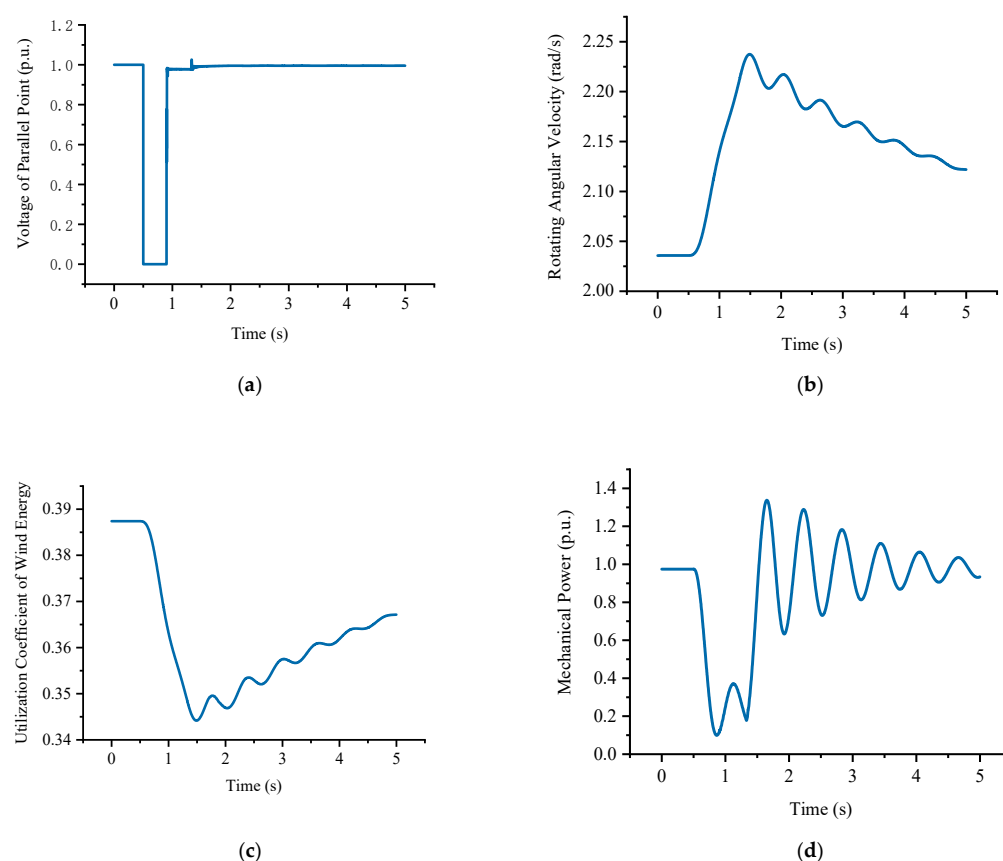 Voltage of Parallel Point (p.u.)
1.2
1.0
0.8
0.6
0.4
0.2
0.0
0 1 2 3 4 5
Time (s)
(a)
Rotating Angular Velocity (rad/s)
2.25
2.20
2.15
2.10
2.05
2.00
0 1 2 3 4 5
Time (s)
(b)
Utilization Coefficient of Wind Energy
0.39
0.38
0.37
0.36
0.35
0.34
0 1 2 3 4 5
Time (s)
(c)
Mechanical Power (p.u.)
1.4
1.2
1.0
0.8
0.6
0.4
0.2
0.0
0 1 2 3 4 5
Time (s)
(d)